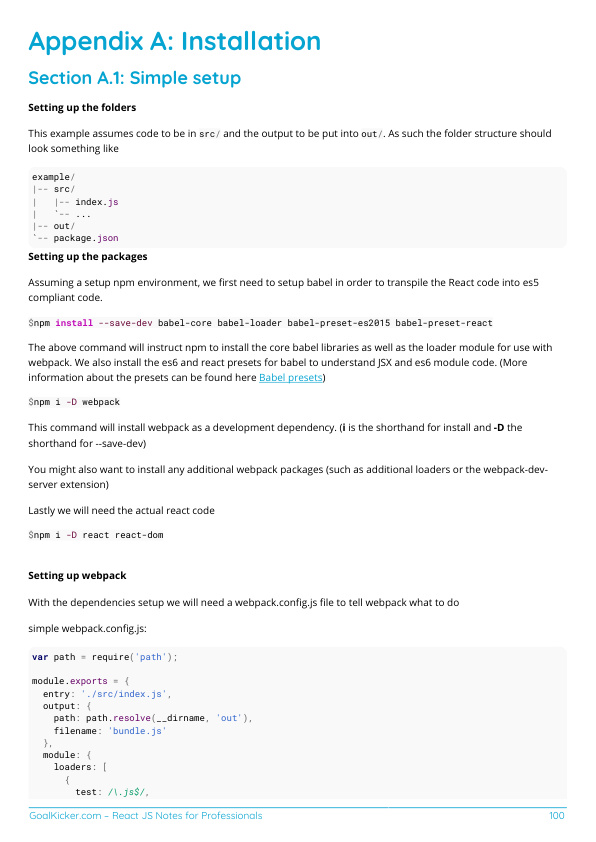 Appendix A: Installation
Section A.1: Simple setup
Setting up the folders
This example assumes code to be in src/ and the output to be put into out/. As such the folder structure should
look something like
example/
|-- src/
|   |-- index.js
|   `-- ...
|-- out/
`-- package.json
Setting up the packages
Assuming a setup npm environment, we first need to setup babel in order to transpile the React code into es5
compliant code.
$npm install --save-dev babel-core babel-loader babel-preset-es2015 babel-preset-react
The above command will instruct npm to install the core babel libraries as well as the loader module for use with
webpack. We also install the es6 and react presets for babel to understand JSX and es6 module code. (More
information about the presets can be found here Babel presets)
$npm i -D webpack
This command will install webpack as a development dependency. (i is the shorthand for install and -D the
shorthand for --save-dev)
You might also want to install any additional webpack packages (such as additional loaders or the webpack-dev-
server extension)
Lastly we will need the actual react code
$npm i -D react react-dom
Setting up webpack
With the dependencies setup we will need a webpack.config.js file to tell webpack what to do
simple webpack.config.js:
var path = require('path');
module.exports = {
  entry: './src/index.js',
  output: {
    path: path.resolve(__dirname, 'out'),
    filename: 'bundle.js'
  },
  module: {
    loaders: [
      {
        test: /\.js$/,
GoalKicker.com – React JS Notes for Professionals 100